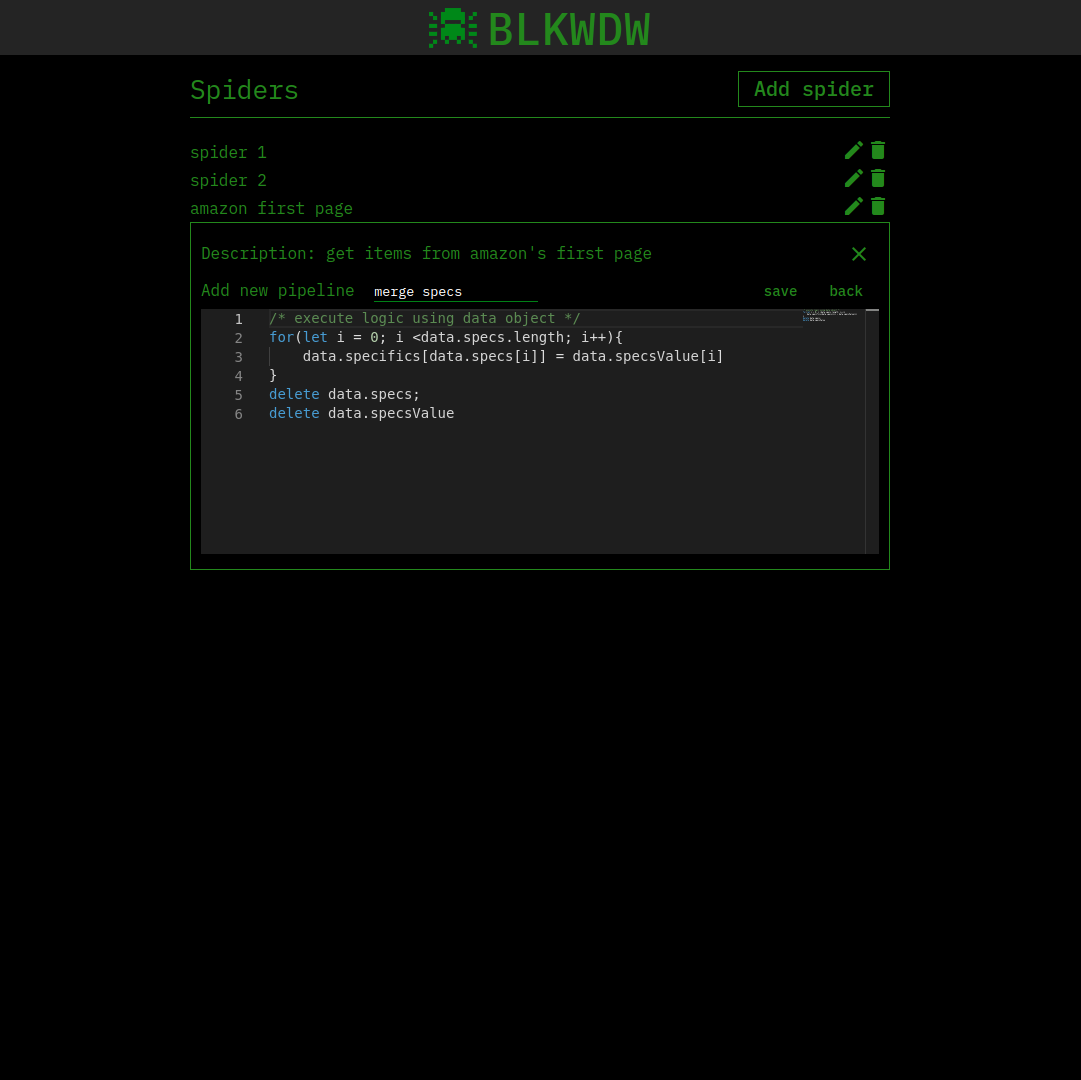 BLKWDW
Spiders
Add spider
spider 1
spider 2
amazon first page
Description: get items from amazon's first page
Add new pipeline merge specs save back
1 /* execute logic using data object */
2 for(let i = 0; i <data.specs.length; i++){
3     data.specifics[data.specs[i]] = data.specsValue[i]
4 }
5 delete data.specs;
6 delete data.specsValue